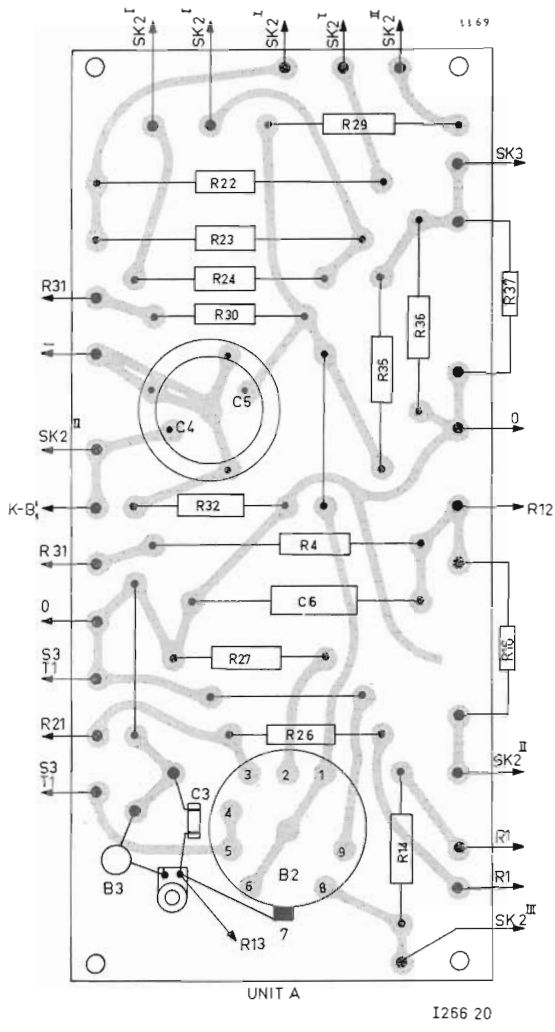 I
SK2
I
SK2
I
SK2
I
SK2
II
SK2
1169
R29
SK3
R22
R23
R24
R37
R31
R30
R36
I
R35
C5
C4
SK2 II
0
K-B
R32
R12
R31
R4
0
C6
S3
T1
R27
R16
R21
R26
SK2 II
S3
T1
C3
3 2 1
4
5
9
R14
R1
B3
B2
6
8
R1
7
R13
SK2 III
UNIT A
I266 20